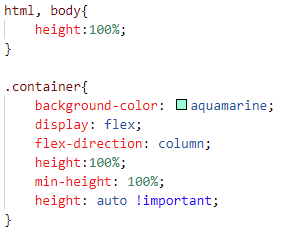 html, body{
    height:100%;
}

.container{
    background-color: aquamarine;
    display: flex;
    flex-direction: column;
    height:100%;
    min-height: 100%;
    height: auto !important;
}